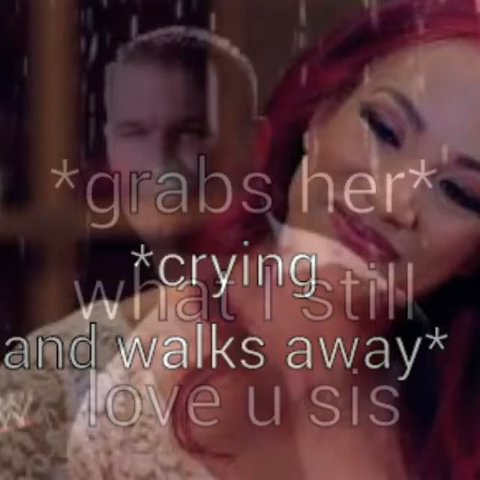 *grabs her*
*crying
what I still
and walks away*
love u sis
W